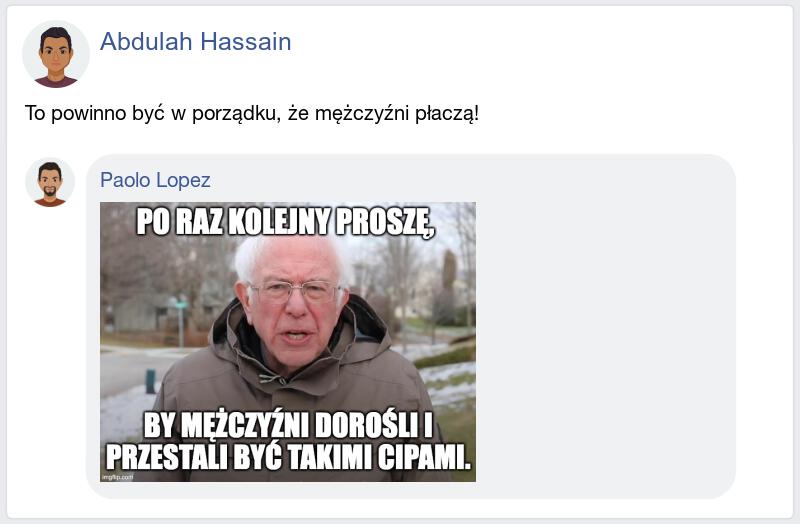 Abdulah Hassain
To powinno być w porządku, że mężczyźni płaczą!
Paolo Lopez
PO RAZ KOLEJNY PROSZĘ,
BY MĘŻCZYŹNI DOROŚLI I
PRZESTALI BYĆ TAKIMI CIPAMI.
imgflip.com